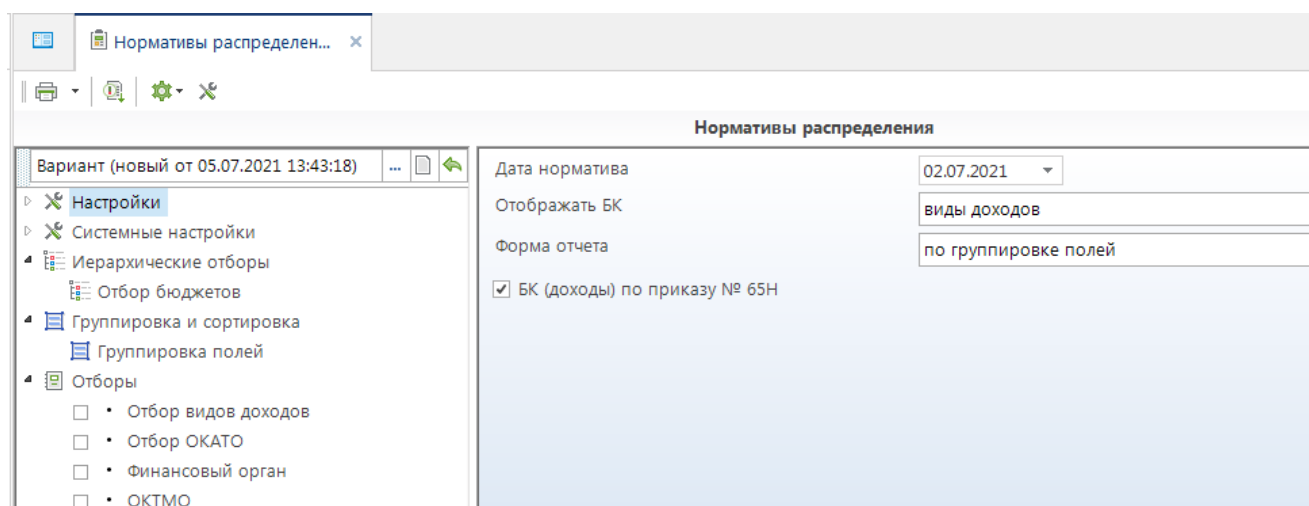 Нормативы распределен...
Нормативы распределения
Вариант (новый от 05.07.2021 13:43:18) ...
Настройки
Системные настройки
Иерархические отборы
Отбор бюджетов
Группировка и сортировка
Группировка полей
Отборы
Отбор видов доходов
Отбор ОКАТО
Финансовый орган
ОКТМО
Дата норматива 02.07.2021
Отображать БК виды доходов
Форма отчета по группировке полей
БК (доходы) по приказу № 65Н